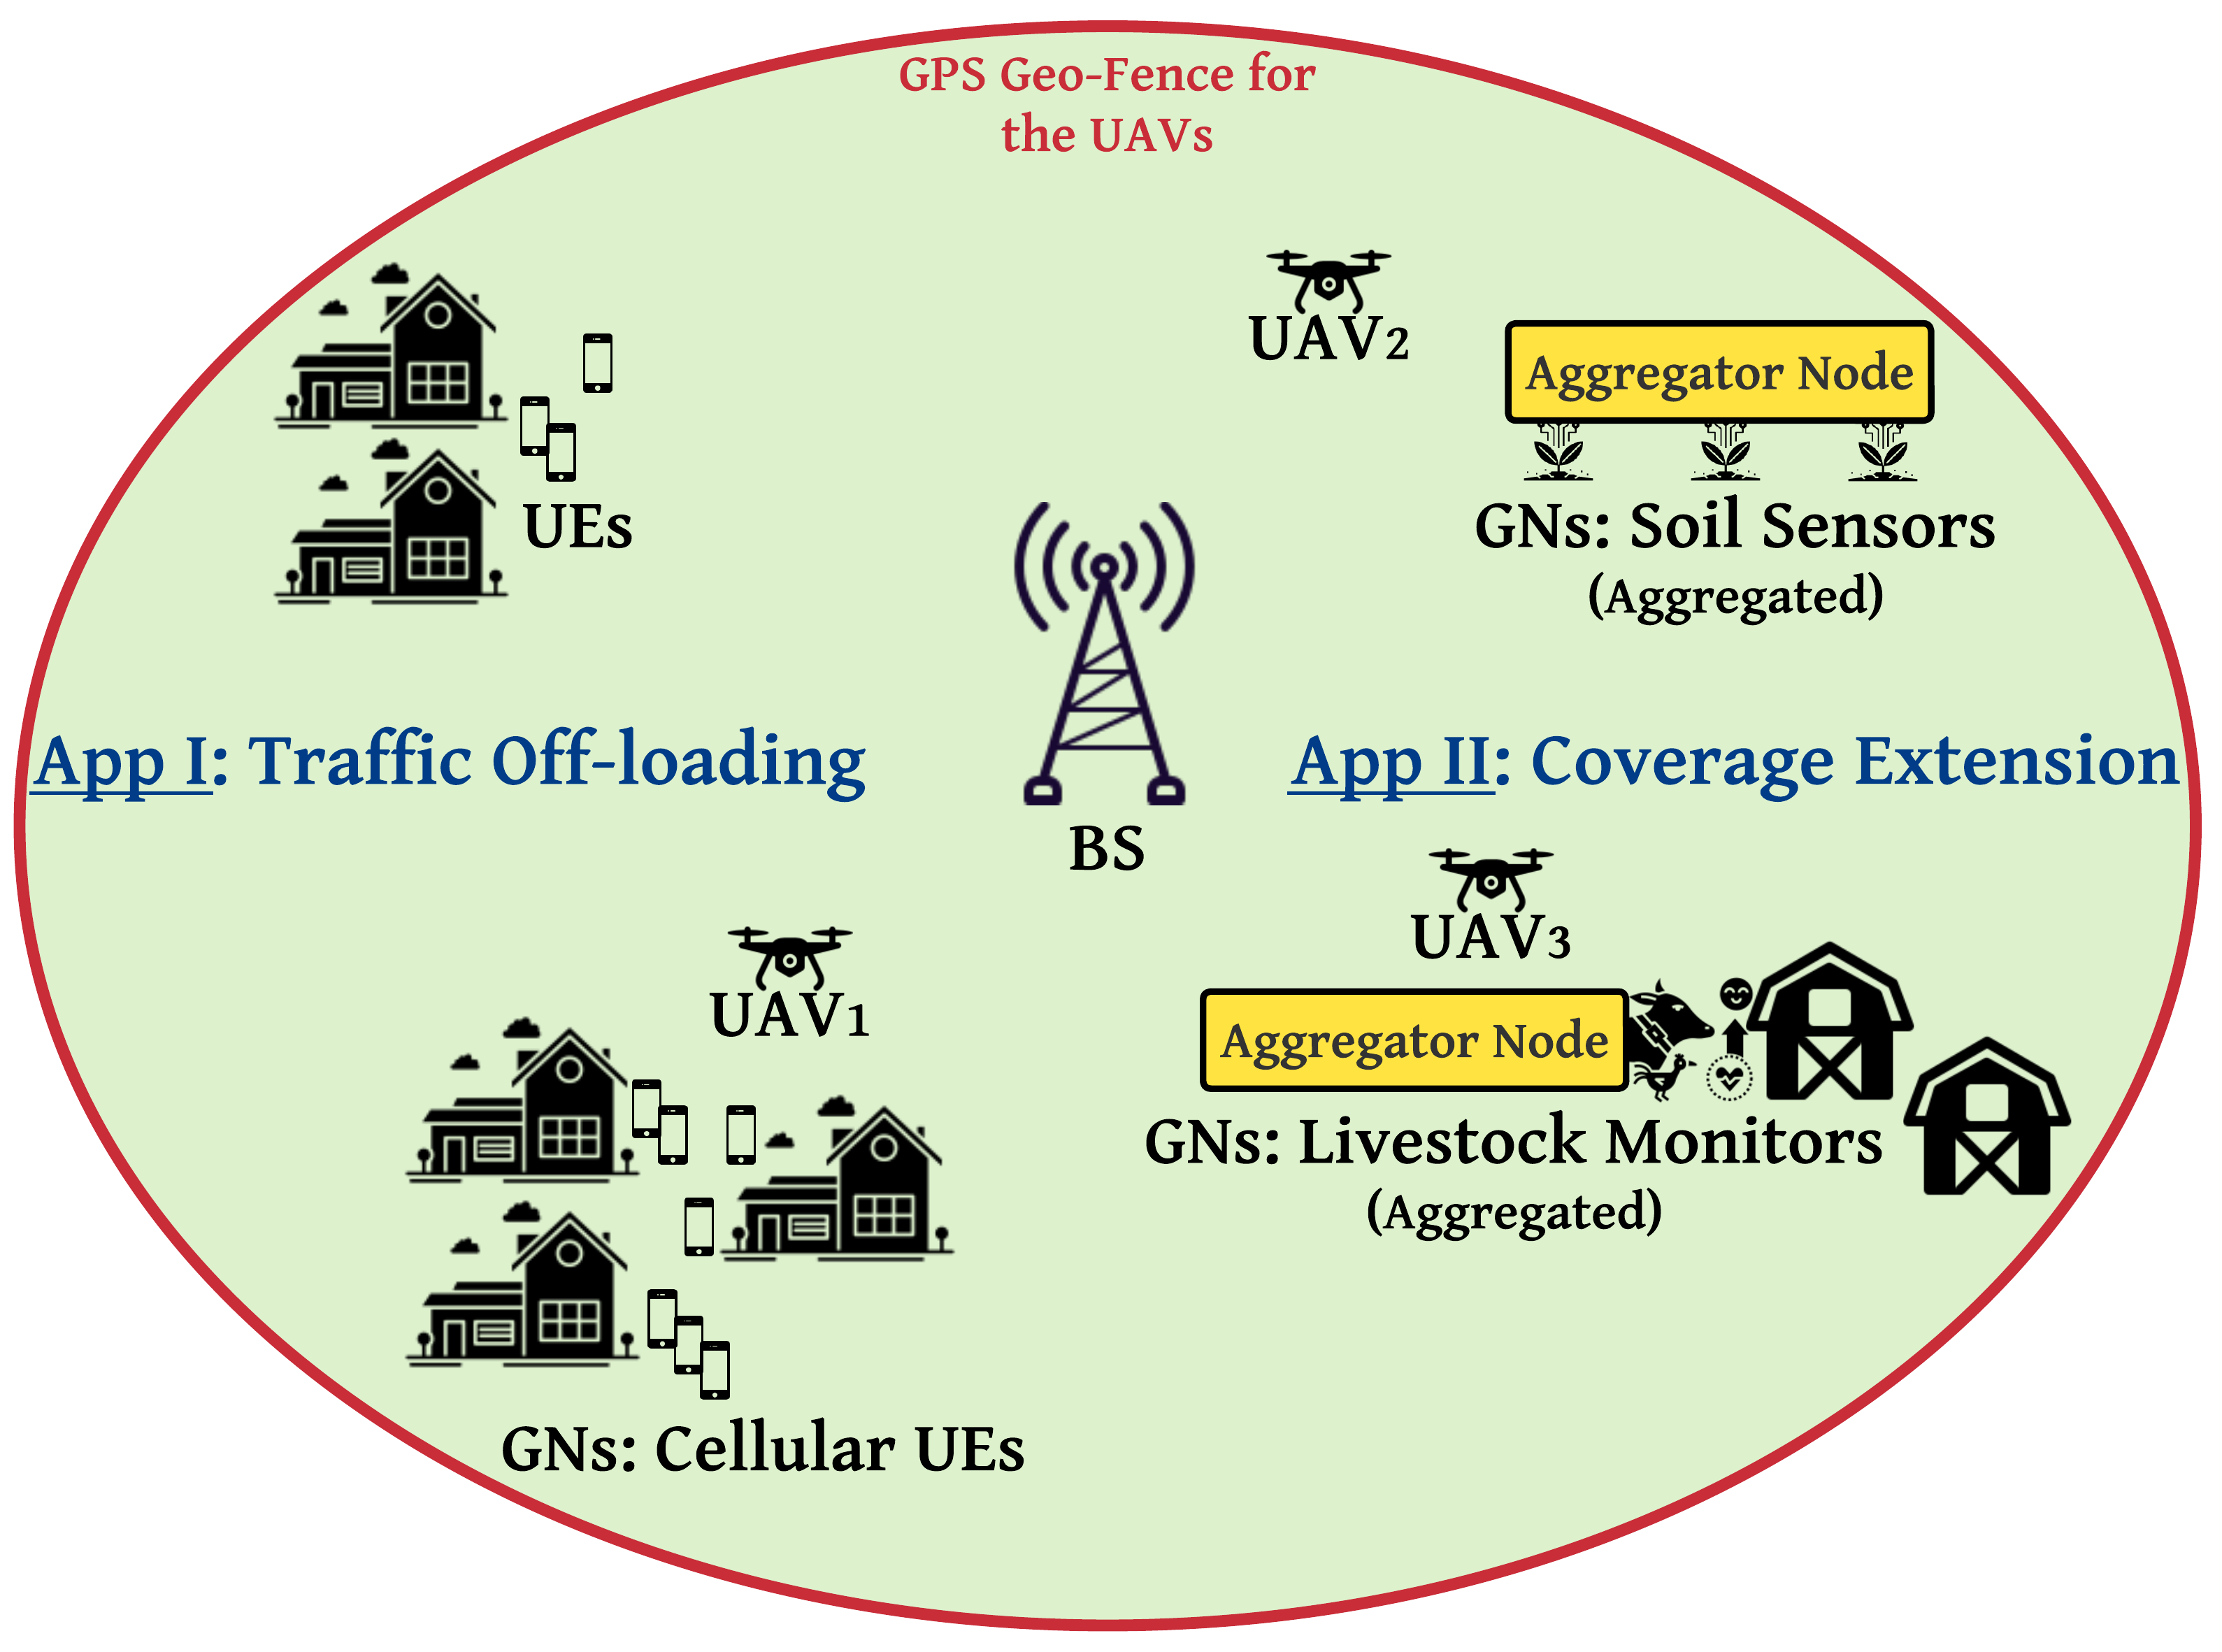 GPS Geo-Fence for
the UAVs
UAV2
Aggregator Node
UEs
GNs: Soil Sensors
(Aggregated)
App I: Traffic Off-loading
App II: Coverage Extension
BS
UAV3
UAV1
Aggregator Node
GNs: Livestock Monitors
(Aggregated)
GNs: Cellular UEs